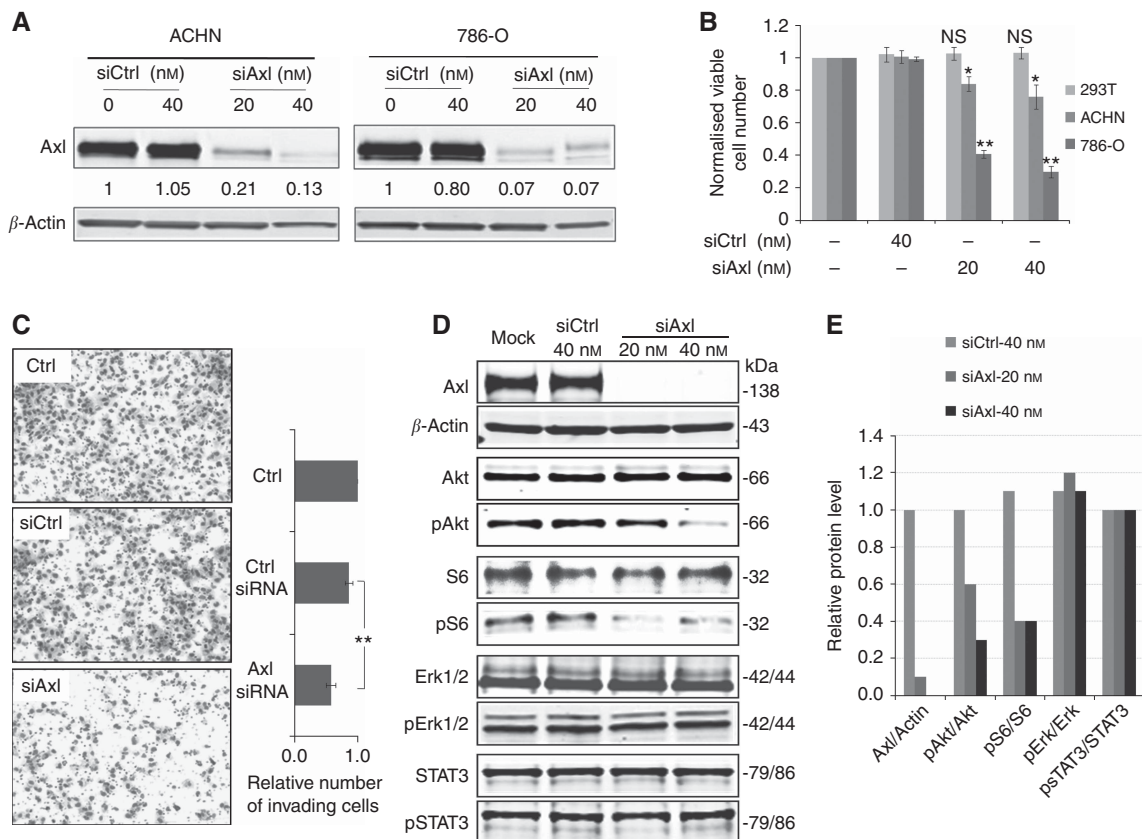 A
ACHN
786-O
siCtrl (nM) siAxl (nM) siCtrl (nM) siAxl (nM)
0 40 20 40 0 40 20 40
Axl
1 1.05 0.21 0.13 1 0.80 0.07 0.07
β-Actin
B
Normalised viable
cell number
1.2
1
0.8
0.6
0.4
0.2
0
NS * **
NS * **
293T
ACHN
786-O
siCtrl (nM) – 40 – –
siAxl (nM) – – 20 40
C
Ctrl
siCtrl
siAxl
Ctrl
Ctrl
siRNA
Axl
siRNA
**
0.0 1.0
Relative number
of invading cells
D
Mock siCtrl siAxl
40 nM 20 nM 40 nM
kDa
Axl -138
β-Actin -43
Akt -66
pAkt -66
S6 -32
pS6 -32
Erk1/2 -42/44
pErk1/2 -42/44
STAT3 -79/86
pSTAT3 -79/86
E
siCtrl-40 nM
siAxl-20 nM
siAxl-40 nM
Relative protein level
1.4
1.2
1.0
0.8
0.6
0.4
0.2
0.0
Axl/Actin
pAkt/Akt
pS6/S6
pErk/Erk
psTAT3/STAT3